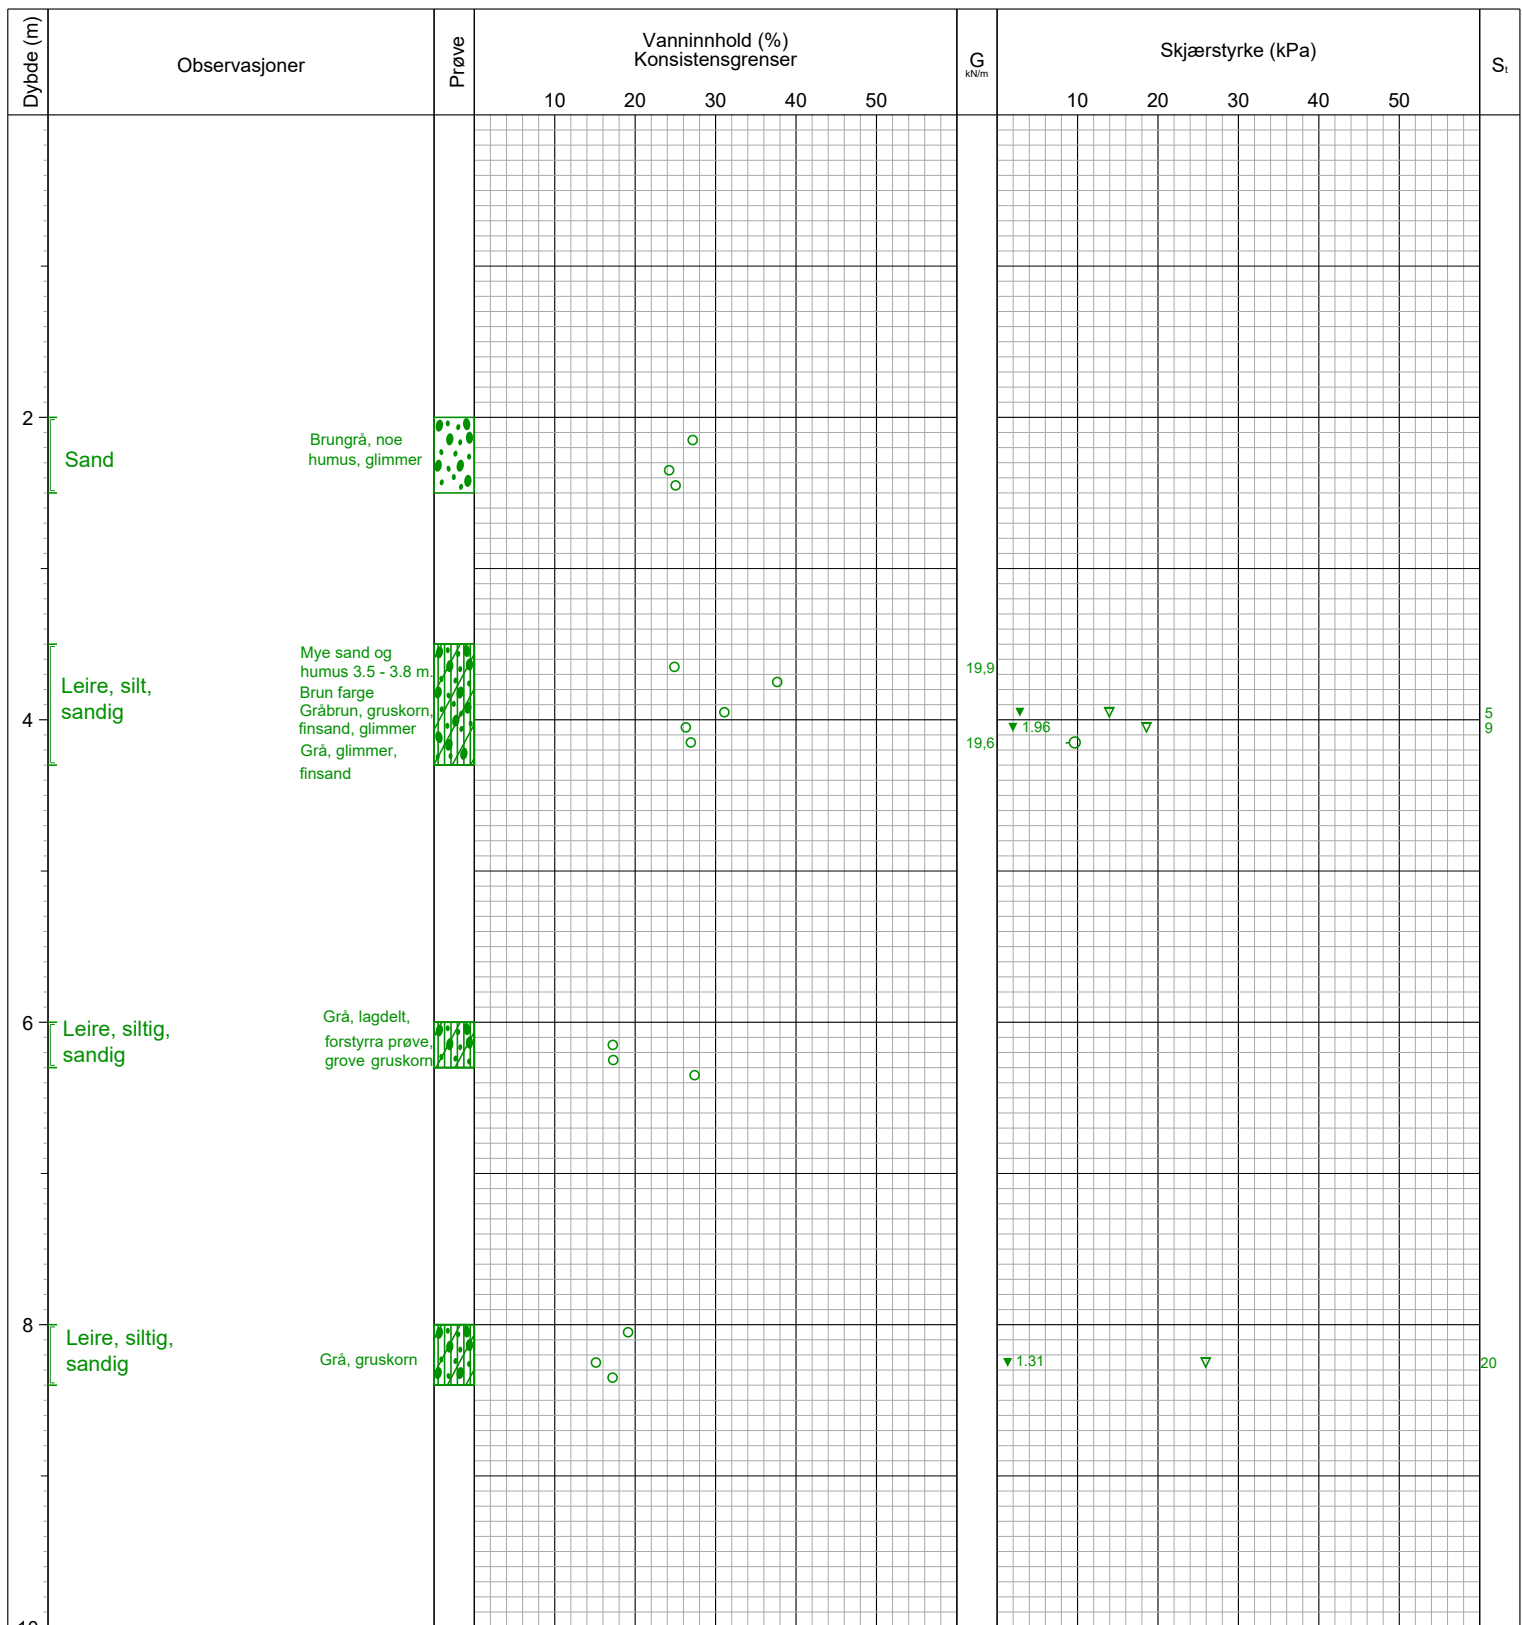 Dybde (m)
Observasjoner
Prøve
Vanninnhold (%)
Konsistensgrenser
10 20 30 40 50
G
kN/m
Skjærstyrke (kPa)
10 20 30 40 50
St
2
Sand
Brungrå, noe
humus, glimmer
Leire, silt,
sandig
Mye sand og
humus 3.5 - 3.8 m.
Brun farge
Gråbrun, gruskorn,
finsand, glimmer
Grå, glimmer,
finsand
19,9
4
5
1.96
9
19,6
6
Leire, siltig,
sandig
Grå, lagdelt,
forstyrra prøve,
grove gruskorn
8
Leire, siltig,
sandig
Grå, gruskorn
1.31
20